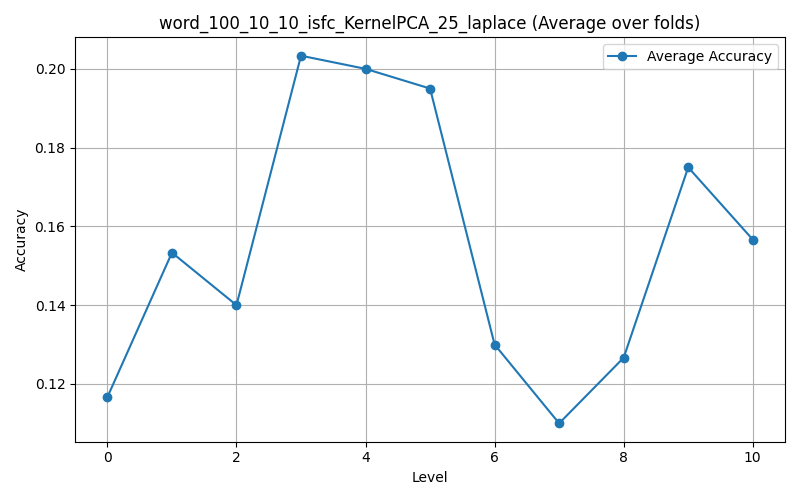 word_100_10_10_isfc_KernelPCA_25_laplace (Average over folds)
Average Accuracy
Accuracy
0.20
0.18
0.16
0.14
0.12
0 2 4 6 8 10
Level